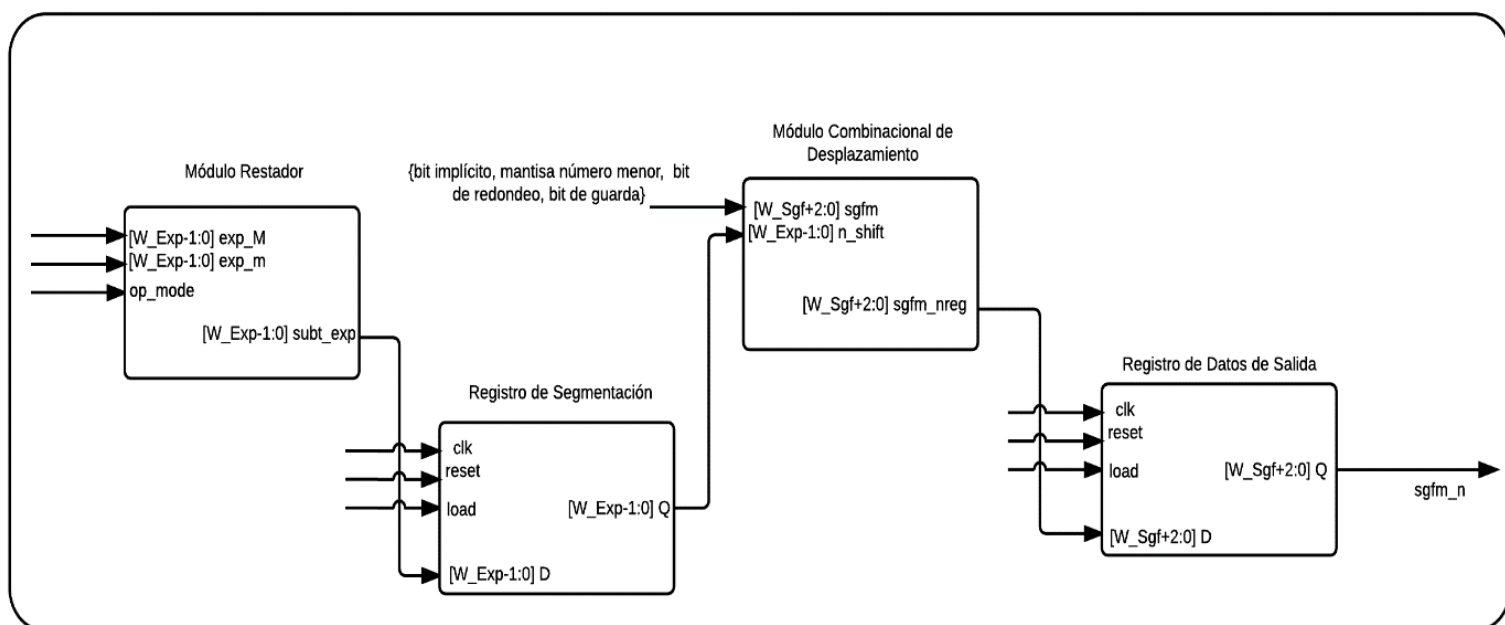 Módulo Restador
[W_Exp-1:0] exp_M
[W_Exp-1:0] exp_m
op_mode
[W_Exp-1:0] subt_exp
Registro de Segmentación
clk
reset
load
[W_Exp-1:0] Q
[W_Exp-1:0] D
{bit implícito, mantisa número menor, bit
de redondeo, bit de guarda}
Módulo Combinacional de
Desplazamiento
[W_Sgf+2:0] sgfm
[W_Exp-1:0] n_shift
[W_Sgf+2:0] sgfm_nreg
Registro de Datos de Salida
clk
reset
load
[W_Sgf+2:0] Q
[W_Sgf+2:0] D
sgfm_n